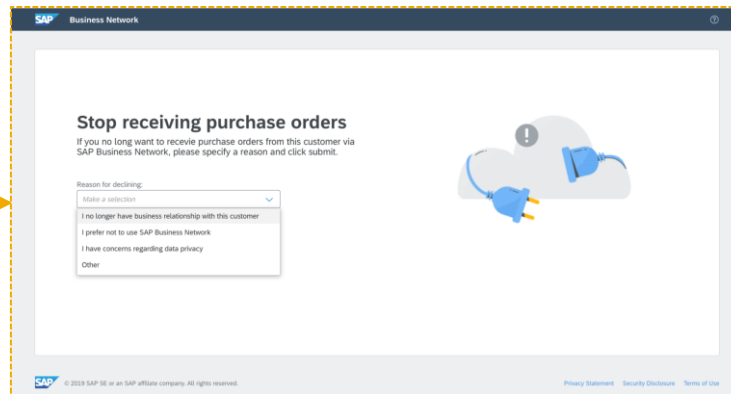 SAP Business Network
Stop receiving purchase orders
If you no long want to recevie purchase orders from this customer via
SAP Business Network, please specify a reason and click submit.
Reason for declining:
Make a selection
I no longer have business relationship with this customer
I prefer not to use SAP Business Network
I have concerns regarding data privacy
Other
SAP © 2019 SAP SE or an SAP affiliate company. All rights reserved. Privacy Statement Security Disclosure Terms of Use